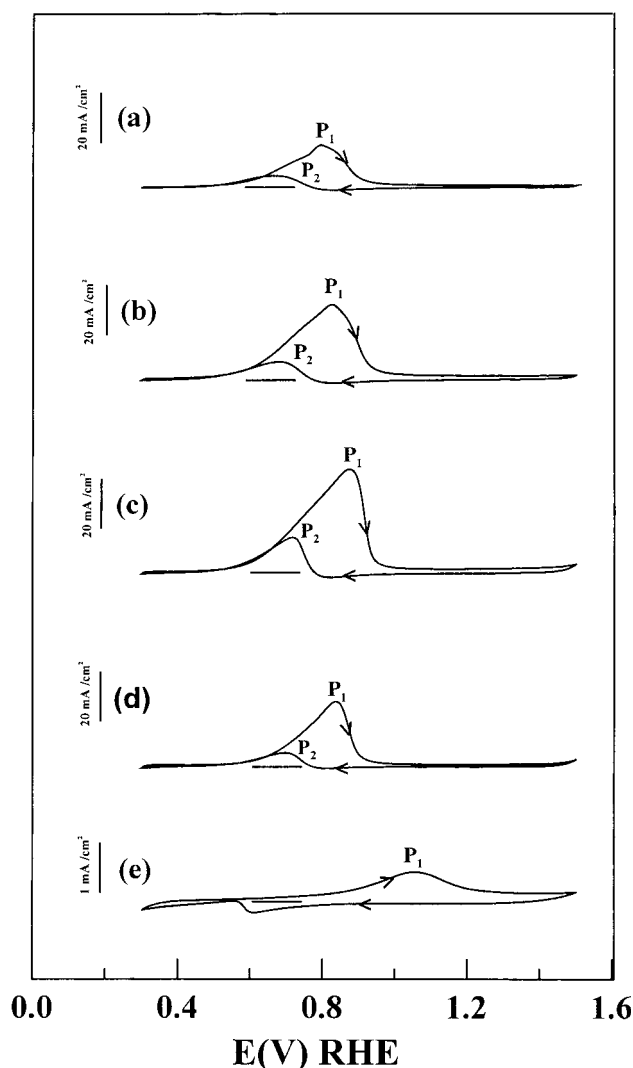 20 mA /cm²
(a)
P₁
P₂
20 mA /cm²
(b)
P₁
P₂
20 mA /cm²
(c)
P₁
P₂
20 mA /cm²
(d)
P₁
P₂
1 mA /cm²
(e)
P₁
0.0 0.4 0.8 1.2 1.6
E(V) RHE